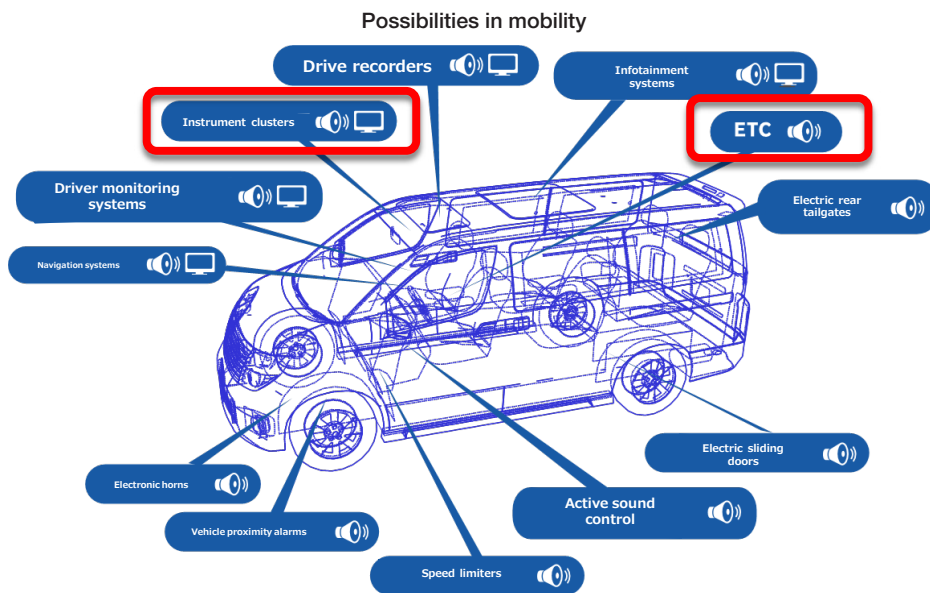 Possibilities in mobility
Drive recorders
Infotainment
systems
Instrument clusters
ETC
Driver monitoring
systems
Electric rear
tailgates
Navigation systems
Electric sliding
doors
Electronic horns
Active sound
control
Vehicle proximity alarms
Speed limiters